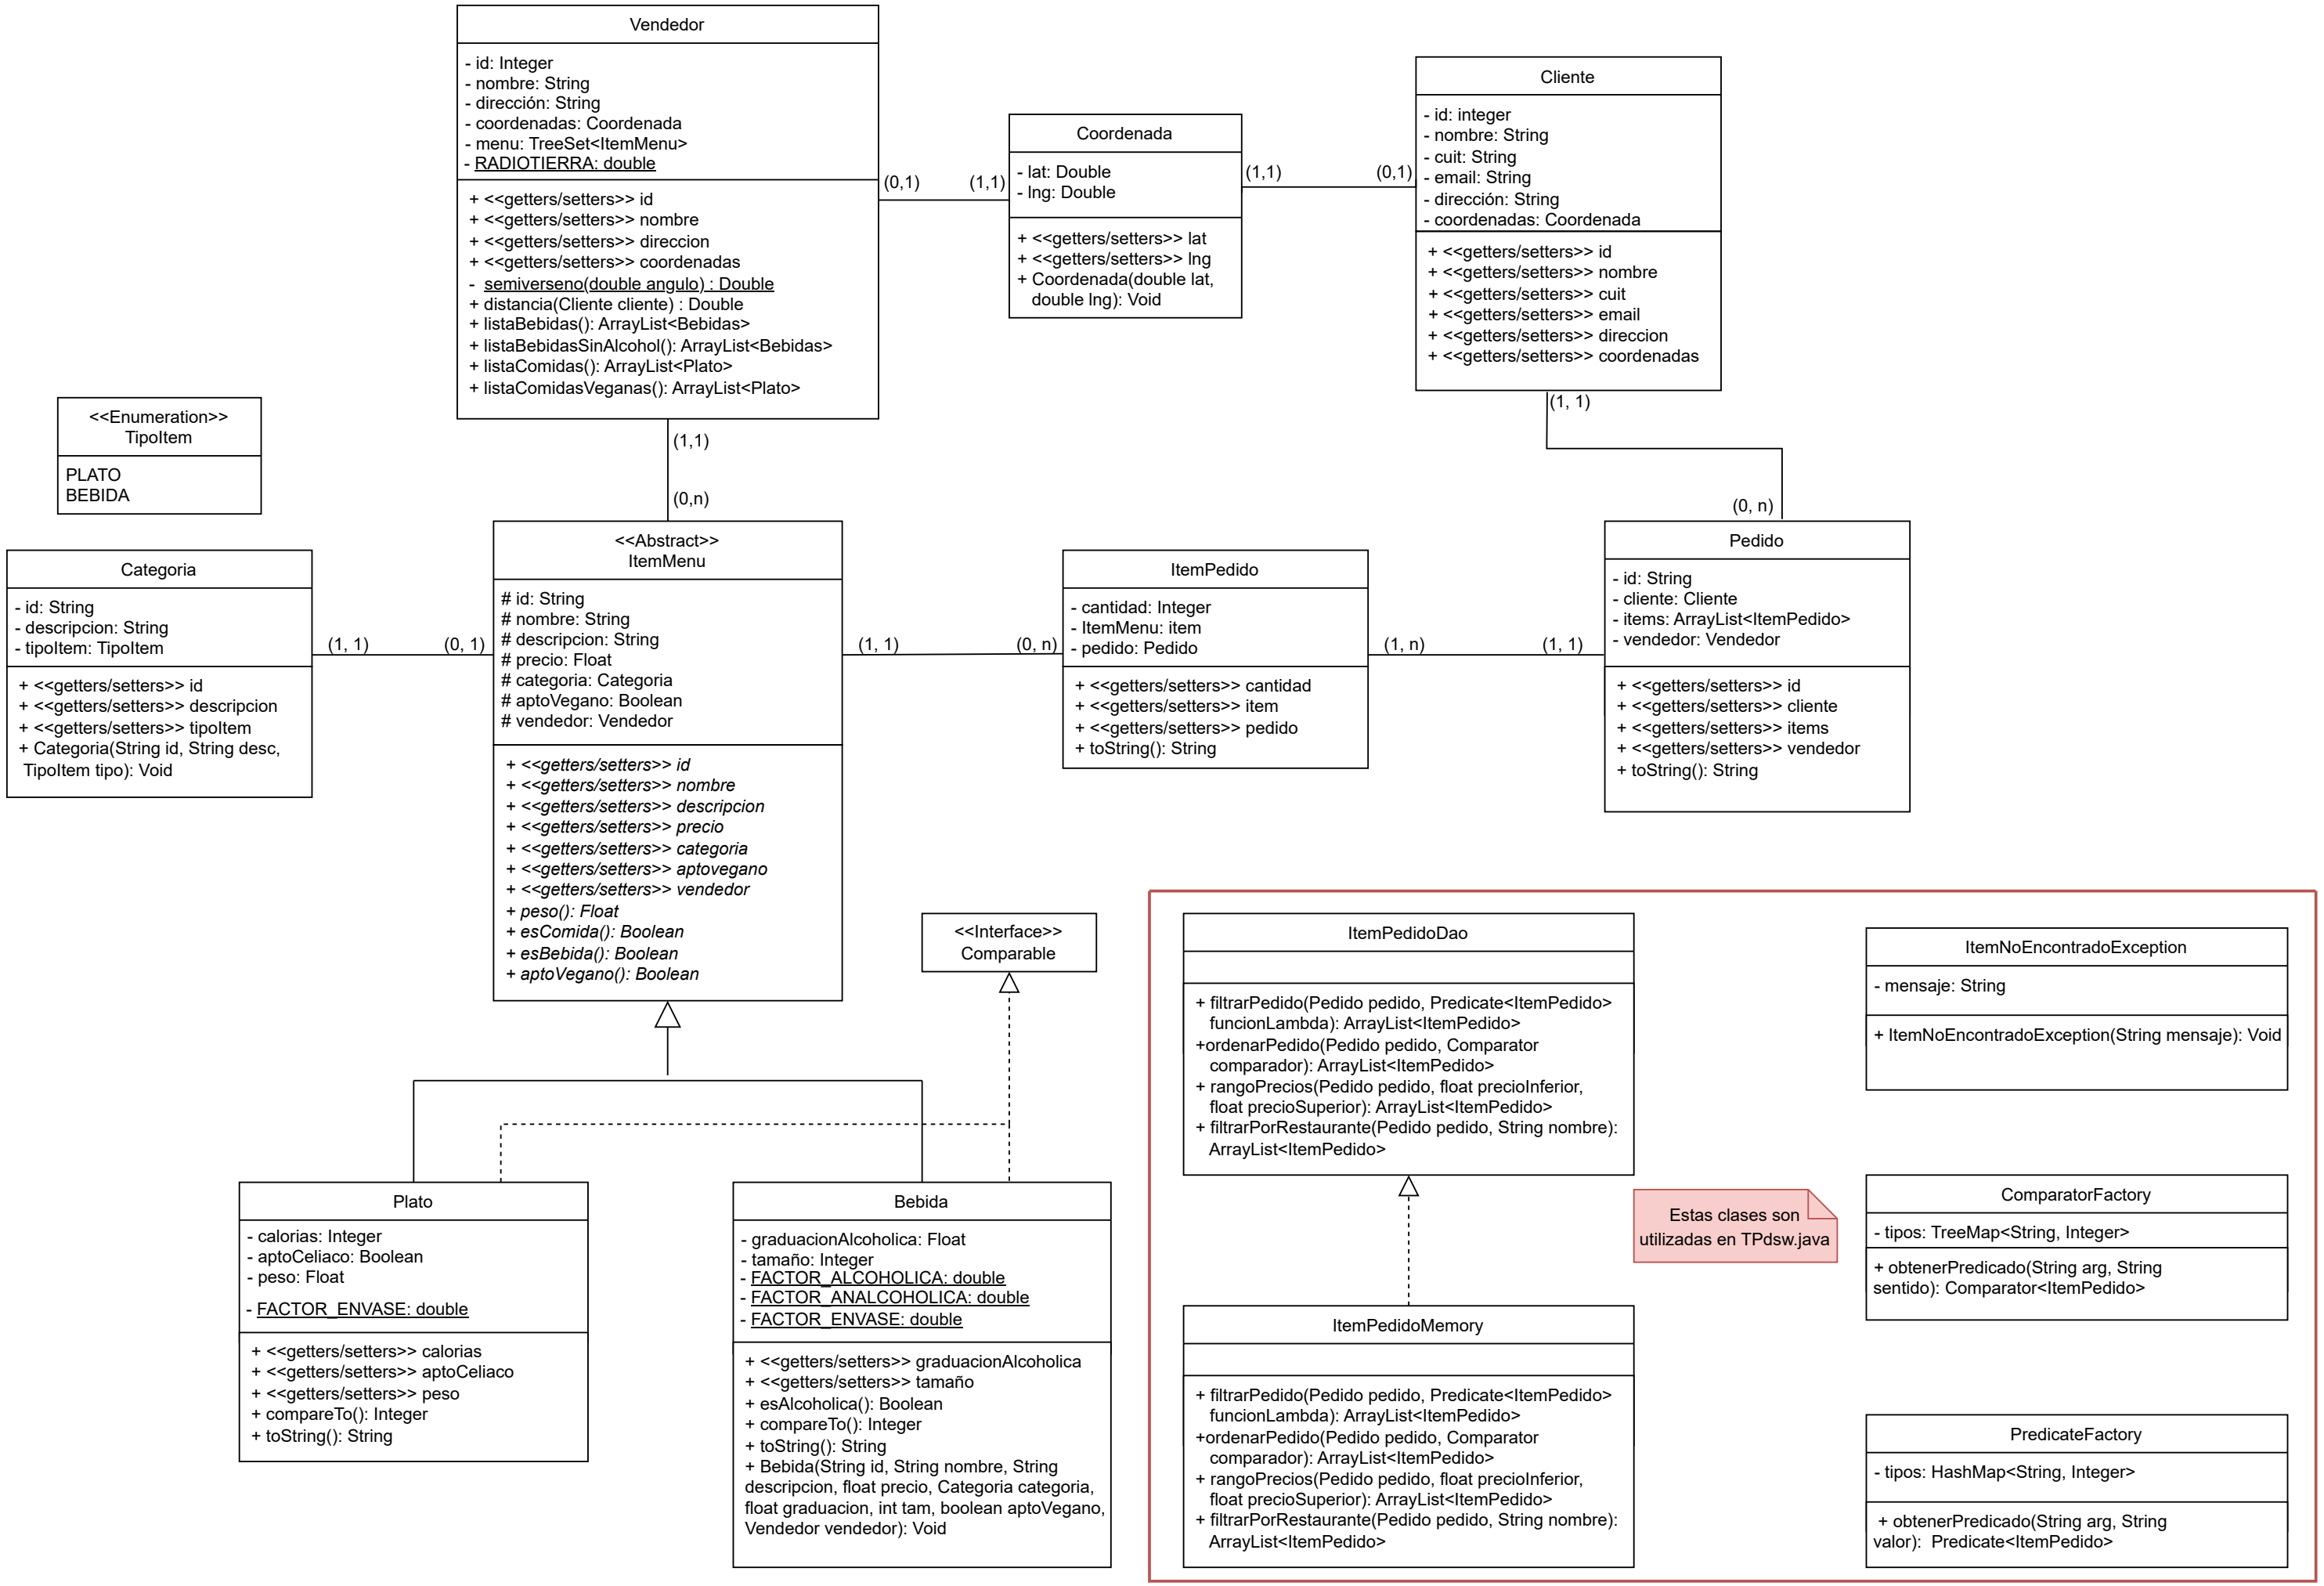 Vendedor
- id: Integer
- nombre: String
- dirección: String
- coordenadas: Coordenada
- menu: TreeSet<ItemMenu>
- RADIOTIERRA: double
+ <<getters/setters>> id
+ <<getters/setters>> nombre
+ <<getters/setters>> direccion
+ <<getters/setters>> coordenadas
- semiverseno(double angulo) : Double
+ distancia(Cliente cliente) : Double
+ listaBebidas(): ArrayList<Bebidas>
+ listaBebidasSinAlcohol(): ArrayList<Bebidas>
+ listaComidas(): ArrayList<Plato>
+ listaComidasVeganas(): ArrayList<Plato>
(0,1)
(1,1)
Coordenada
- lat: Double
- lng: Double
+ <<getters/setters>> lat
+ <<getters/setters>> lng
+ Coordenada(double lat,
double lng): Void
(1,1)
(0,1)
Cliente
- id: integer
- nombre: String
- cuit: String
- email: String
- dirección: String
- coordenadas: Coordenada
+ <<getters/setters>> id
+ <<getters/setters>> nombre
+ <<getters/setters>> cuit
+ <<getters/setters>> email
+ <<getters/setters>> direccion
+ <<getters/setters>> coordenadas
(1, 1)
(0, n)
<<Enumeration>>
TipoItem
PLATO
BEBIDA
(1,1)
(0,n)
Categoria
- id: String
- descripcion: String
- tipoItem: TipoItem
+ <<getters/setters>> id
+ <<getters/setters>> descripcion
+ <<getters/setters>> tipoItem
+ Categoria(String id, String desc,
TipoItem tipo): Void
(1, 1)
(0, 1)
<<Abstract>>
ItemMenu
# id: String
# nombre: String
# descripcion: String
# precio: Float
# categoria: Categoria
# aptoVegano: Boolean
# vendedor: Vendedor
+ <<getters/setters>> id
+ <<getters/setters>> nombre
+ <<getters/setters>> descripcion
+ <<getters/setters>> precio
+ <<getters/setters>> categoria
+ <<getters/setters>> aptovegano
+ <<getters/setters>> vendedor
+ peso(): Float
+ esComida(): Boolean
+ esBebida(): Boolean
+ aptoVegano(): Boolean
(1, 1)
(0, n)
ItemPedido
- cantidad: Integer
- ItemMenu: item
- pedido: Pedido
+ <<getters/setters>> cantidad
+ <<getters/setters>> item
+ <<getters/setters>> pedido
+ toString(): String
(1, n)
(1, 1)
Pedido
- id: String
- cliente: Cliente
- items: ArrayList<ItemPedido>
- vendedor: Vendedor
+ <<getters/setters>> id
+ <<getters/setters>> cliente
+ <<getters/setters>> items
+ <<getters/setters>> vendedor
+ toString(): String
<<Interface>>
Comparable
Plato
- calorias: Integer
- aptoCeliaco: Boolean
- peso: Float
- FACTOR_ENVASE: double
+ <<getters/setters>> calorias
+ <<getters/setters>> aptoCeliaco
+ <<getters/setters>> peso
+ compareTo(): Integer
+ toString(): String
Bebida
- graduacionAlcoholica: Float
- tamaño: Integer
- FACTOR_ALCOHOLICA: double
- FACTOR_ANALCOHOLICA: double
- FACTOR_ENVASE: double
+ <<getters/setters>> graduacionAlcoholica
+ <<getters/setters>> tamaño
+ esAlcoholica(): Boolean
+ compareTo(): Integer
+ toString(): String
+ Bebida(String id, String nombre, String
descripcion, float precio, Categoria categoria,
float graduacion, int tam, boolean aptoVegano,
Vendedor vendedor): Void
ItemPedidoDao
+ filtrarPedido(Pedido pedido, Predicate<ItemPedido>
funcionLambda): ArrayList<ItemPedido>
+ordenarPedido(Pedido pedido, Comparator
comparador): ArrayList<ItemPedido>
+ rangoPrecios(Pedido pedido, float precioInferior,
float precioSuperior): ArrayList<ItemPedido>
+ filtrarPorRestaurante(Pedido pedido, String nombre):
ArrayList<ItemPedido>
ItemPedidoMemory
+ filtrarPedido(Pedido pedido, Predicate<ItemPedido>
funcionLambda): ArrayList<ItemPedido>
+ordenarPedido(Pedido pedido, Comparator
comparador): ArrayList<ItemPedido>
+ rangoPrecios(Pedido pedido, float precioInferior,
float precioSuperior): ArrayList<ItemPedido>
+ filtrarPorRestaurante(Pedido pedido, String nombre):
ArrayList<ItemPedido>
Estas clases son
utilizadas en TPdsw.java
ItemNoEncontradoException
- mensaje: String
+ ItemNoEncontradoException(String mensaje): Void
ComparatorFactory
- tipos: TreeMap<String, Integer>
+ obtenerPredicado(String arg, String
sentido): Comparator<ItemPedido>
PredicateFactory
- tipos: HashMap<String, Integer>
+ obtenerPredicado(String arg, String
valor): Predicate<ItemPedido>